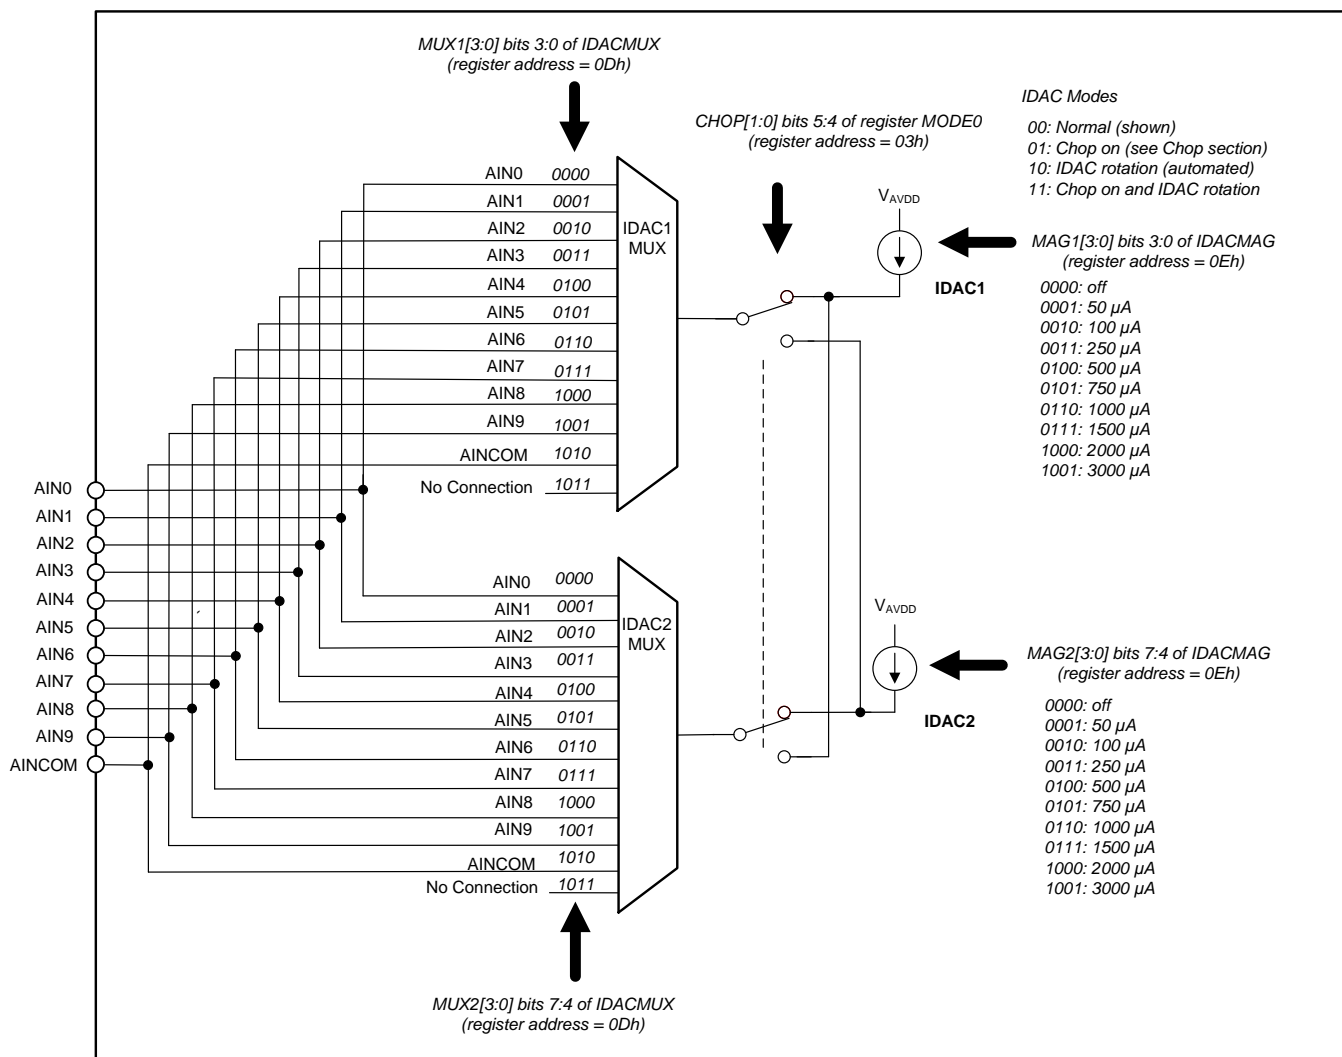 MUX1[3:0] bits 3:0 of IDACMUX
(register address = 0Dh)
CHOP[1:0] bits 5:4 of register MODE0
(register address = 03h)
IDAC Modes
00: Normal (shown)
01: Chop on (see Chop section)
10: IDAC rotation (automated)
11: Chop on and IDAC rotation
AIN0 0000
AIN1 0001
AIN2 0010
AIN3 0011
AIN4 0100
AIN5 0101
AIN6 0110
AIN7 0111
AIN8 1000
AIN9 1001
AINCOM 1010
No Connection 1011
IDAC1
MUX
VAVDD
IDAC1
MAG1[3:0] bits 3:0 of IDACMAG
(register address = 0Eh)
0000: off
0001: 50 µA
0010: 100 µA
0011: 250 µA
0100: 500 µA
0101: 750 µA
0110: 1000 µA
0111: 1500 µA
1000: 2000 µA
1001: 3000 µA
AIN0
AIN1
AIN2
AIN3
AIN4
AIN5
AIN6
AIN7
AIN8
AIN9
AINCOM
AIN0 0000
AIN1 0001
AIN2 0010
AIN3 0011
AIN4 0100
AIN5 0101
AIN6 0110
AIN7 0111
AIN8 1000
AIN9 1001
AINCOM 1010
No Connection 1011
IDAC2
MUX
VAVDD
IDAC2
MAG2[3:0] bits 7:4 of IDACMAG
(register address = 0Eh)
0000: off
0001: 50 µA
0010: 100 µA
0011: 250 µA
0100: 500 µA
0101: 750 µA
0110: 1000 µA
0111: 1500 µA
1000: 2000 µA
1001: 3000 µA
MUX2[3:0] bits 7:4 of IDACMUX
(register address = 0Dh)